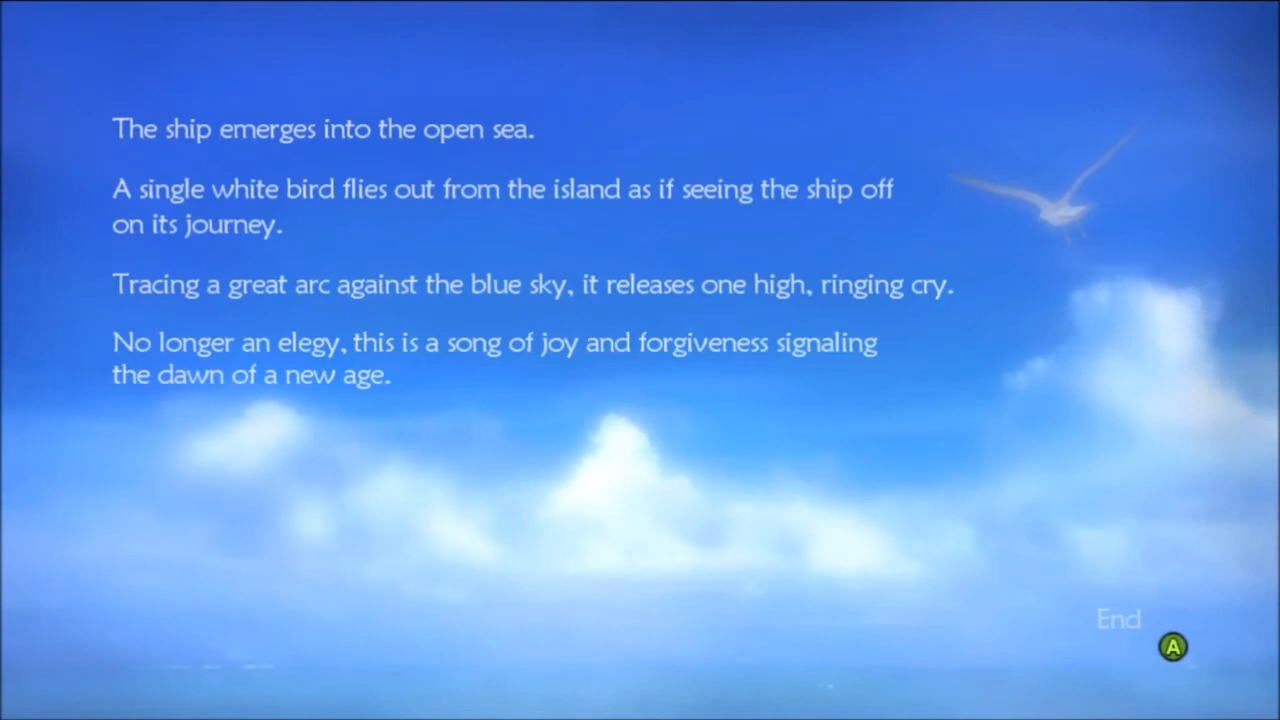 The ship emerges into the open sea.
A single white bird flies out from the island as if seeing the ship off
on its journey.
Tracing a great arc against the blue sky, it releases one high, ringing cry.
No longer an elegy, this is a song of joy and forgiveness signaling
the dawn of a new age.
End
A